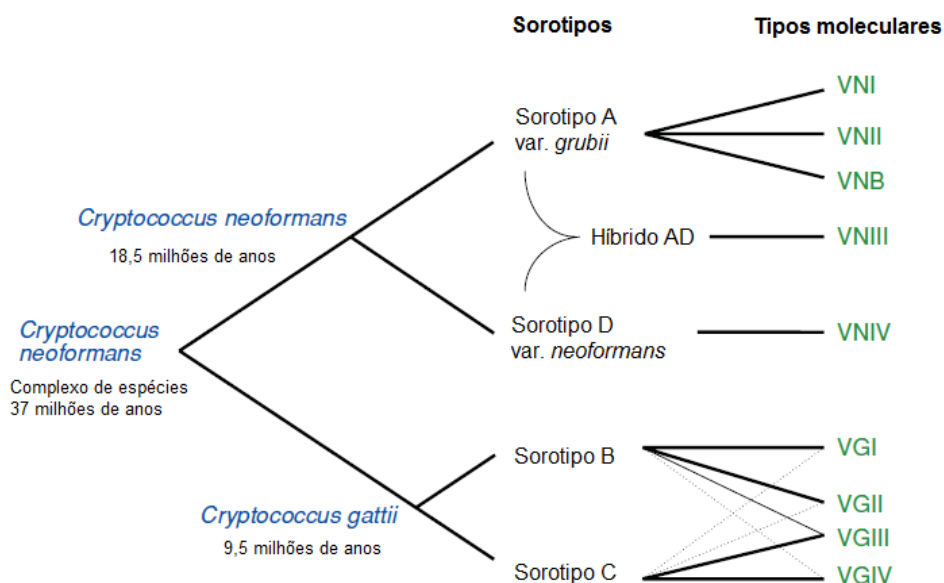 Sorotipos
Tipos moleculares
VNI
Sorotipo A
var. grubii
VNII
VNB
Cryptococcus neoformans
18,5 milhões de anos
Híbrido AD
VNIII
Cryptococcus
neoformans
Complexo de espécies
37 milhões de anos
Sorotipo D
var. neoformans
VNIV
Sorotipo B
VGI
VGII
Cryptococcus gattii
9,5 milhões de anos
VGIII
Sorotipo C
VGIV